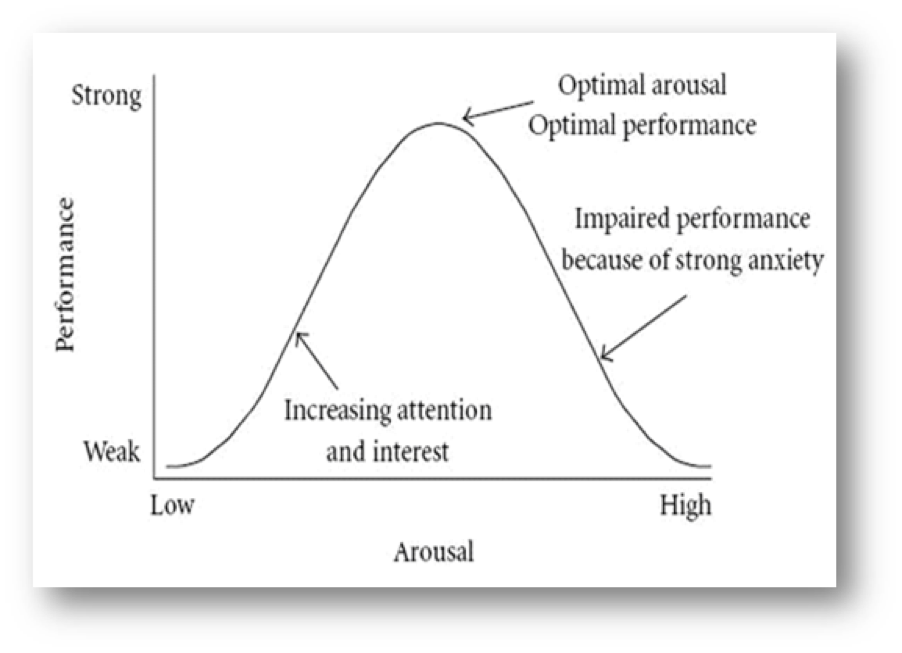 Strong
Optimal arousal
Optimal performance
Impaired performance
because of strong anxiety
Performance
Increasing attention
and interest
Weak
Low
High
Arousal